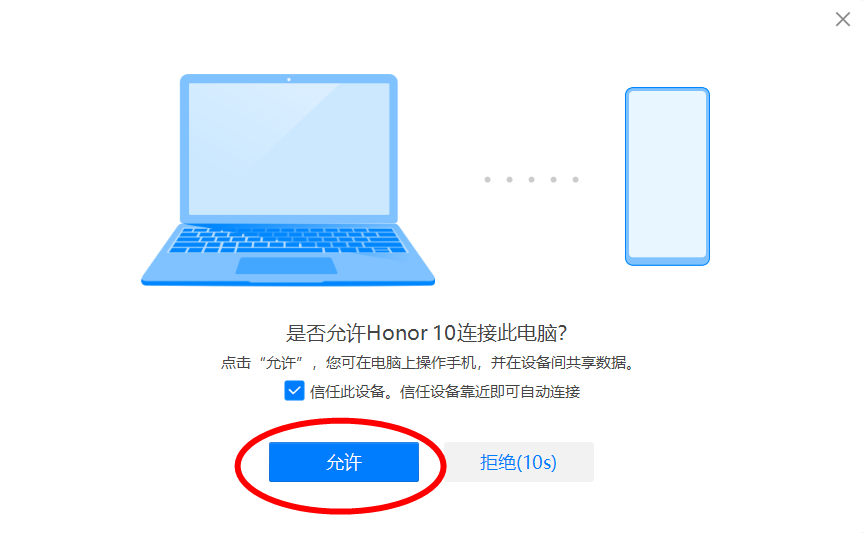 是否允许Honor 10连接此电脑？
点击“允许”，您可在电脑上操作手机，并在设备间共享数据。
信任此设备。信任设备靠近即可自动连接
允许
拒绝(10s)